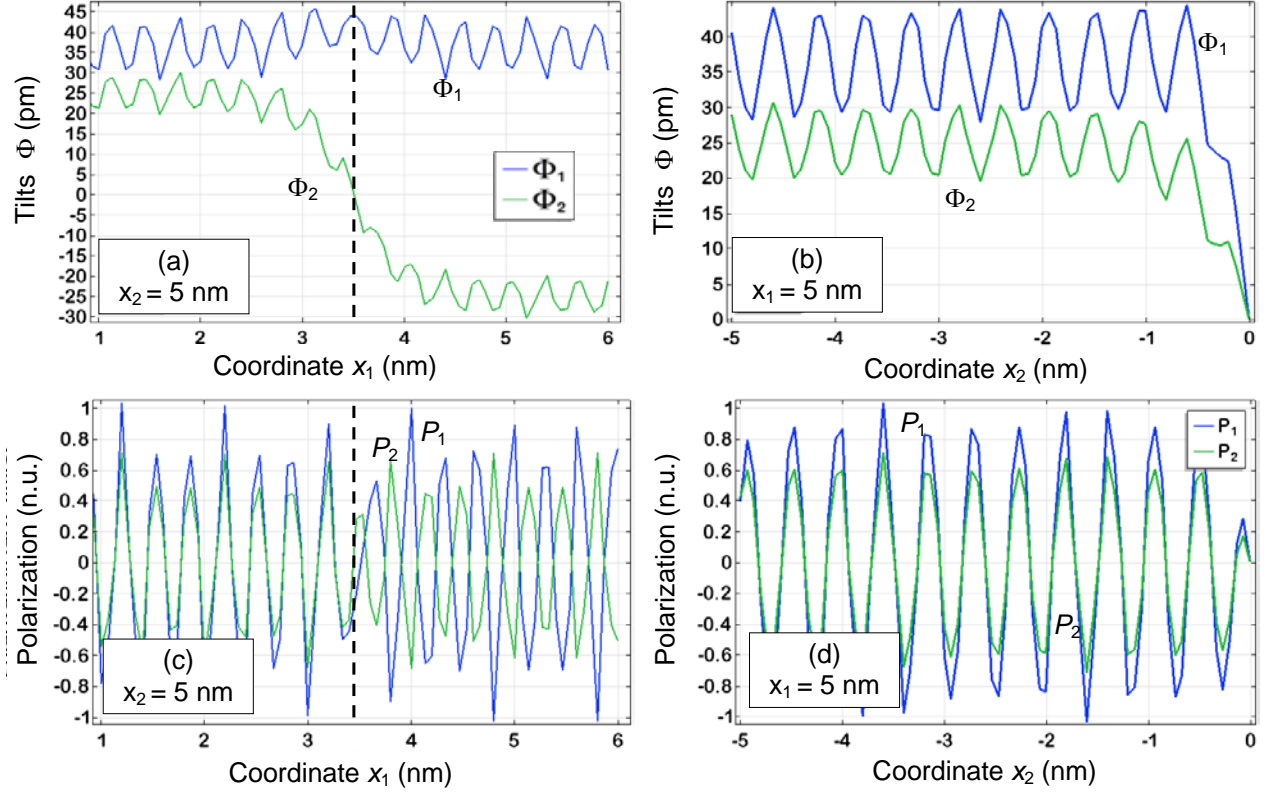 45
40
35
30
25
20
15
10
5
0
-5
-10
-15
-20
-25
-30
Tilts Φ (pm)
Φ₁
Φ₂
Φ₁
Φ₂
(a)
x₂ = 5 nm
1 2 3 4 5 6
Coordinate x₁ (nm)
40
35
30
25
20
15
10
5
0
Tilts Φ (pm)
Φ₁
Φ₂
(b)
x₁ = 5 nm
-5 -4 -3 -2 -1 0
Coordinate x₂ (nm)
1
0.8
0.6
0.4
0.2
0
-0.2
-0.4
-0.6
-0.8
-1
Polarization (n.u.)
P₂ P₁
(c)
x₂ = 5 nm
1 2 3 4 5 6
Coordinate x₁ (nm)
1
0.8
0.6
0.4
0.2
0
-0.2
-0.4
-0.6
-0.8
-1
Polarization (n.u.)
P₁
P₁
P₂
P₂
(d)
x₁ = 5 nm
-5 -4 -3 -2 -1 0
Coordinate x₂ (nm)